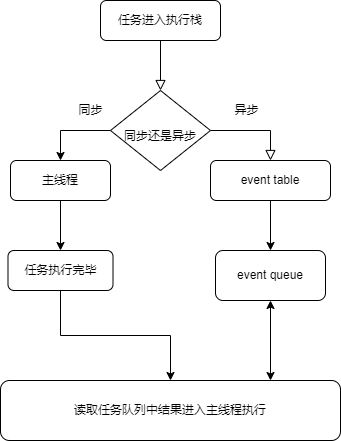 任务进入执行栈
同步
异步
同步还是异步
主线程
event table
任务执行完毕
event queue
读取任务队列中结果进入主线程执行